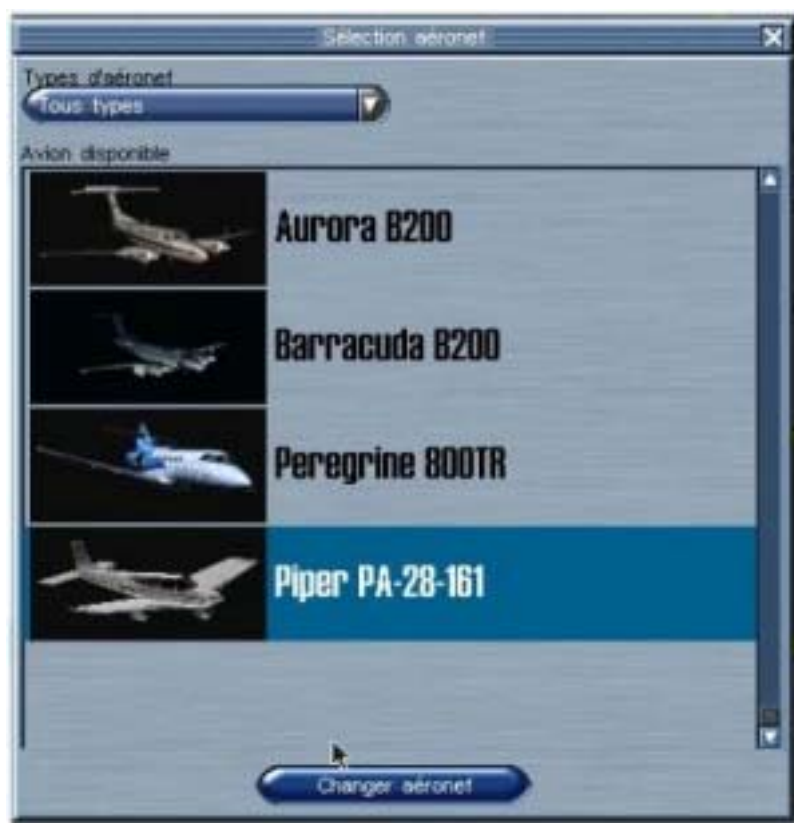 Sélection aéronef
Types d'aéronef
Tous types
Avion disponible
Aurora B200
Barracuda B200
Peregrine 800TR
Piper PA-28-161
Changer aéronef